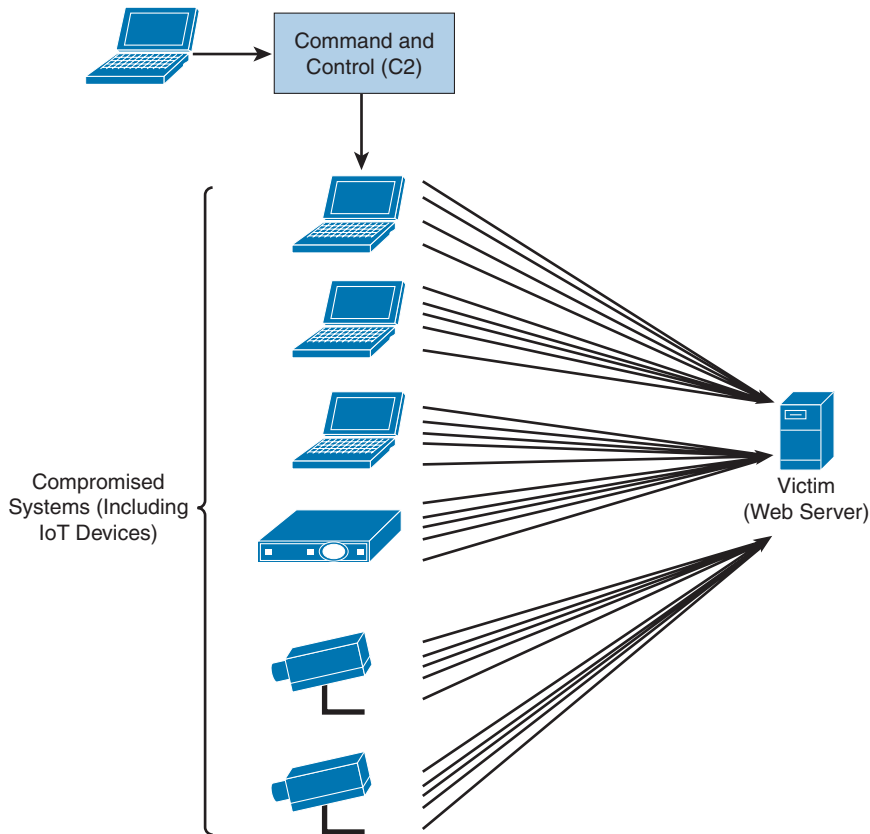 Command and
Control (C2)
Compromised
Systems (Including
IoT Devices)
Victim
(Web Server)